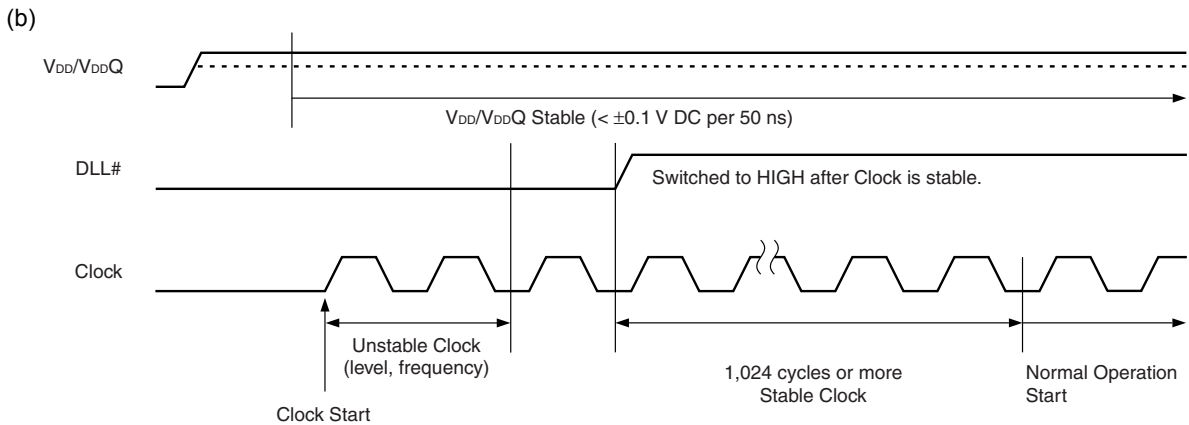 (b)
VDD/VDDQ
VDD/VDDQ Stable (< ±0.1 V DC per 50 ns)
DLL#
Switched to HIGH after Clock is stable.
Clock
Unstable Clock
(level, frequency)
1,024 cycles or more
Stable Clock
Normal Operation
Start
Clock Start